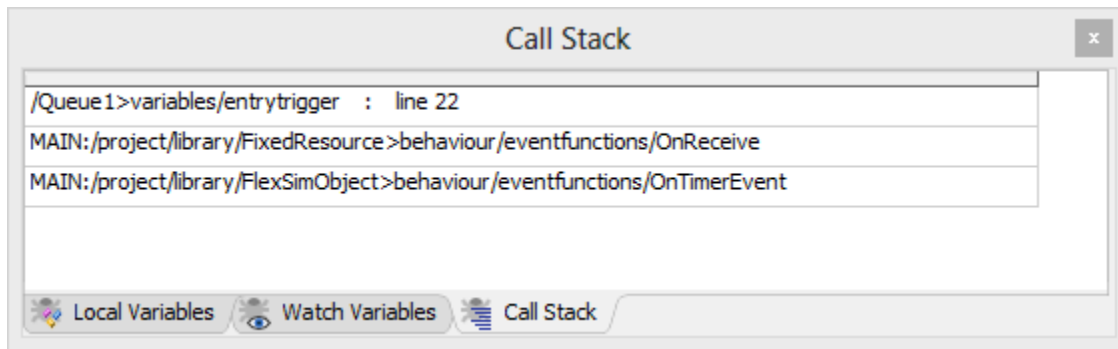 Call Stack
x
/Queue1>variables/entrytrigger : line 22
MAIN:/project/library/FixedResource>behaviour/eventfunctions/OnReceive
MAIN:/project/library/FlexSimObject>behaviour/eventfunctions/OnTimerEvent
Local Variables Watch Variables Call Stack